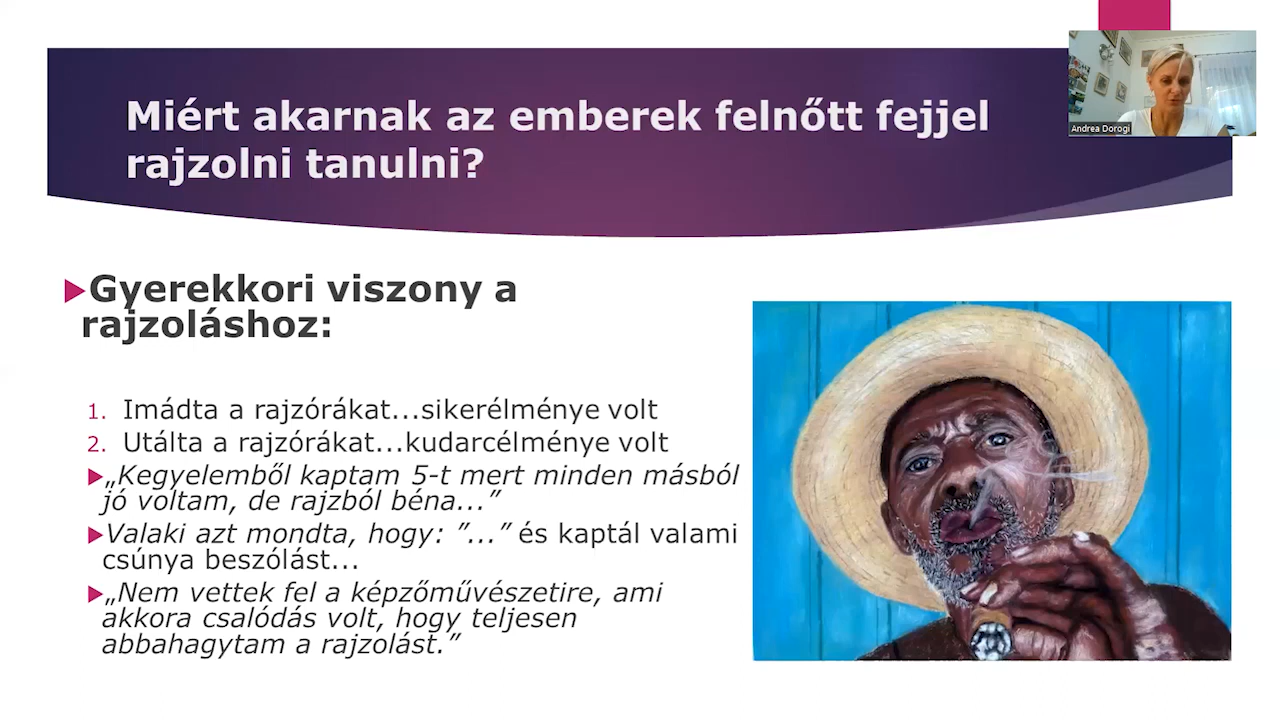 Miért akarnak az emberek felnőtt fejjel
rajzolni tanulni?
Andrea Dorogi
Gyerekkori viszony a
rajzoláshoz:
1. Imádta a rajzórákat...sikerélménye volt
2. Utálta a rajzórákat...kudarcélménye volt
„Kegyelemből kaptam 5-t mert minden másból
jó voltam, de rajzból béna...”
Valaki azt mondta, hogy: ”...” és kaptál valami
csúnya beszólást...
„Nem vettek fel a képzőművészetire, ami
akkora csalódás volt, hogy teljesen
abbahagytam a rajzolást.”